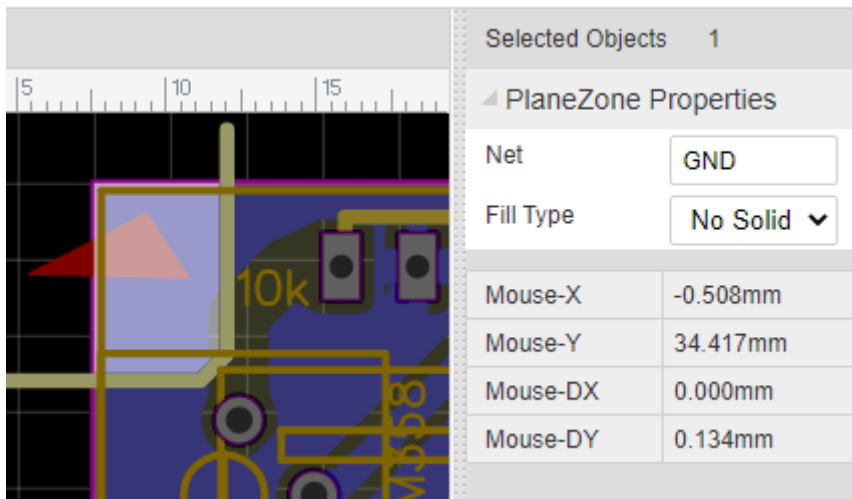 Selected Objects 1
5 10 15
PlaneZone Properties
Net GND
Fill Type No Solid
10k
Mouse-X -0.508mm
Mouse-Y 34.417mm
Mouse-DX 0.000mm
Mouse-DY 0.134mm
M358